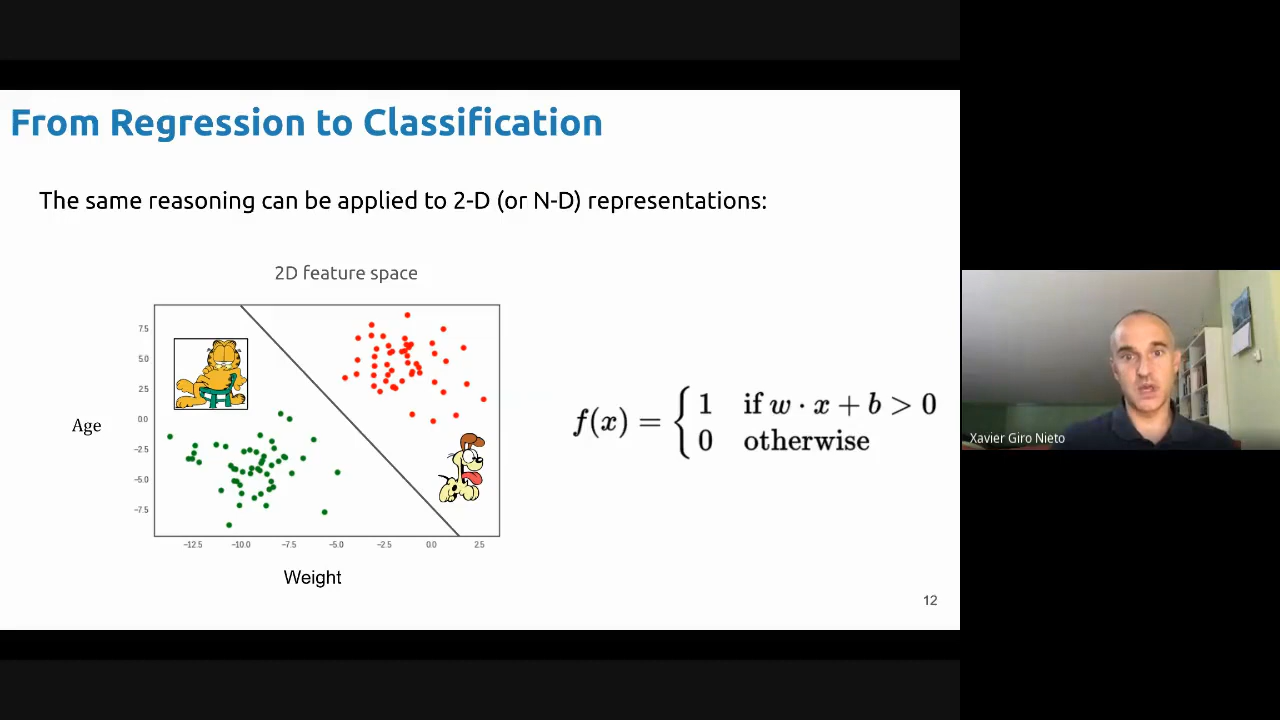 From Regression to Classification
The same reasoning can be applied to 2-D (or N-D) representations:
2D feature space
7.5
5.0
2.5
0.0
−2.5
−5.0
−7.5
Age
−12.5 −10.0 −7.5 −5.0 −2.5 0.0 2.5
Weight
f(x) = { 1 if w · x + b > 0
0 otherwise
12
Xavier Giro Nieto